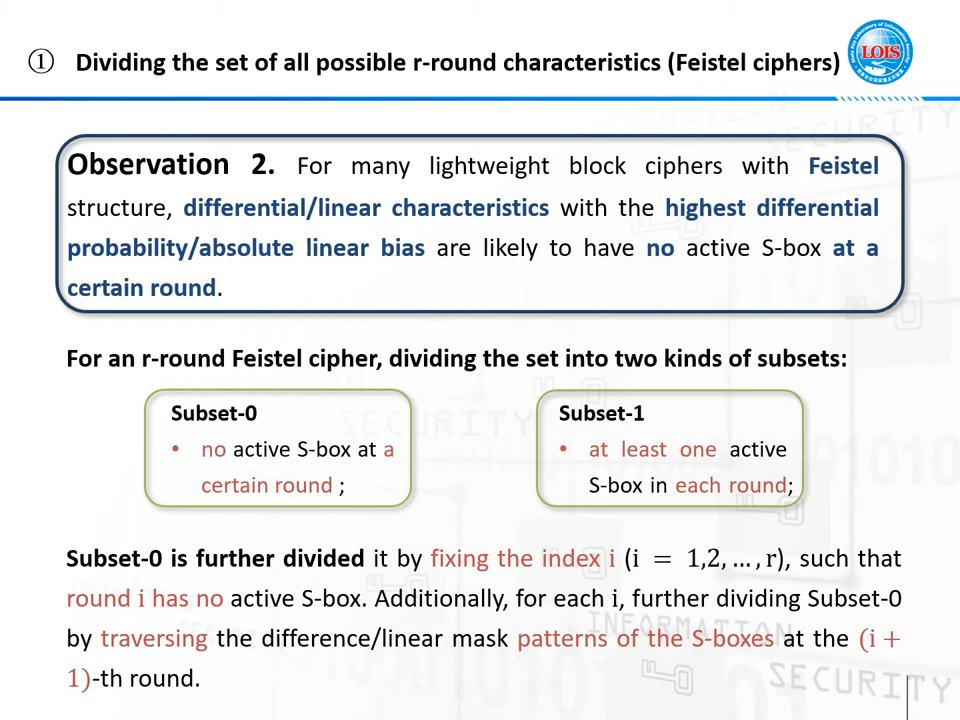 ① Dividing the set of all possible r-round characteristics (Feistel ciphers)
LOIS
Observation 2. For many lightweight block ciphers with Feistel
structure, differential/linear characteristics with the highest differential
probability/absolute linear bias are likely to have no active S-box at a
certain round.
For an r-round Feistel cipher, dividing the set into two kinds of subsets:
Subset-0
• no active S-box at a
certain round ;
Subset-1
• at least one active
S-box in each round;
Subset-0 is further divided it by fixing the index i (i = 1,2, … , r), such that
round i has no active S-box. Additionally, for each i, further dividing Subset-0
by traversing the difference/linear mask patterns of the S-boxes at the (i +
1)-th round.
SECURITY
SECURITY
INFORMATION
SECURITY